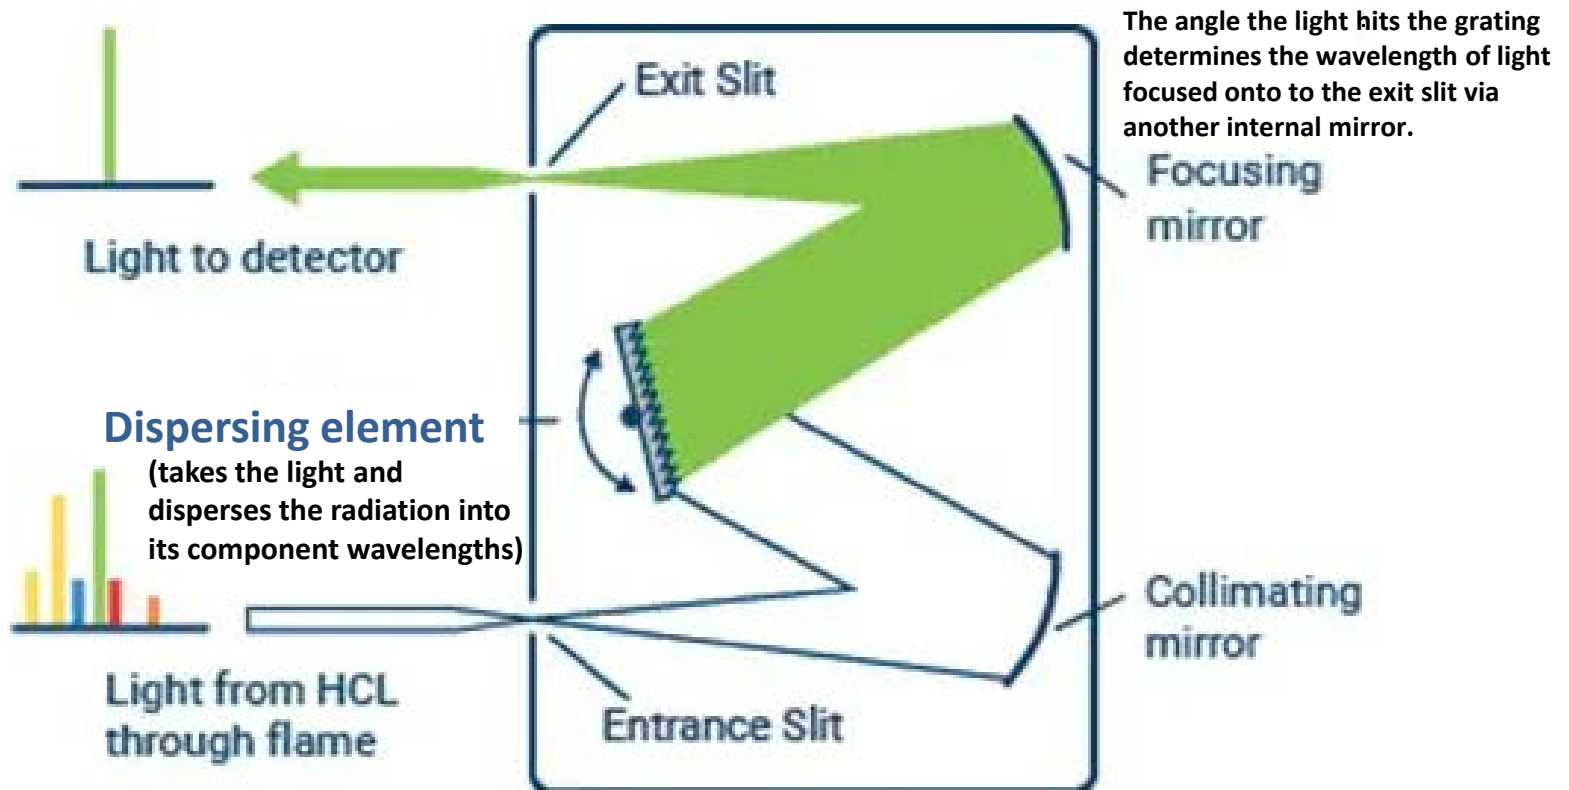 The angle the light hits the grating
determines the wavelength of light
focused onto to the exit slit via
another internal mirror.
Exit Slit
Focusing
mirror
Light to detector
Dispersing element
(takes the light and
disperses the radiation into
its component wavelengths)
Collimating
mirror
Light from HCL
through flame
Entrance Slit